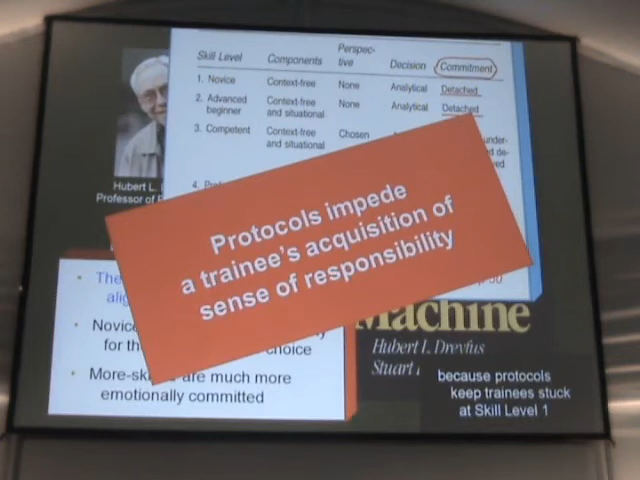 Skill Level Components Perspec- tive Decision Commitment
1. Novice Context-free None Analytical Detached
2. Advanced beginner Context-free and situational None Analytical Detached
3. Competent Context-free and situational Chosen
4.
Hubert L.
Professor of
Protocols impede
a trainee's acquisition of
sense of responsibility
• The
• Novice
for th choice
• More- are much more
emotionally committed
Machine
Hubert L. Dreyfus
Stuart
because protocols
keep trainees stuck
at Skill Level 1